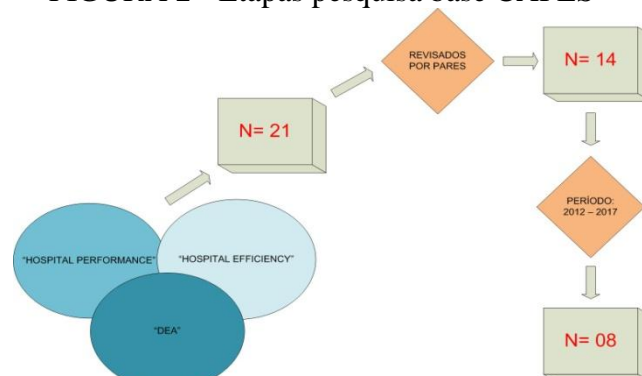 REVISADOS
POR PARES
N= 14
N= 21
PERÍODO:
2012 – 2017
"HOSPITAL PERFORMANCE"
"HOSPITAL EFFICIENCY"
"DEA"
N= 08